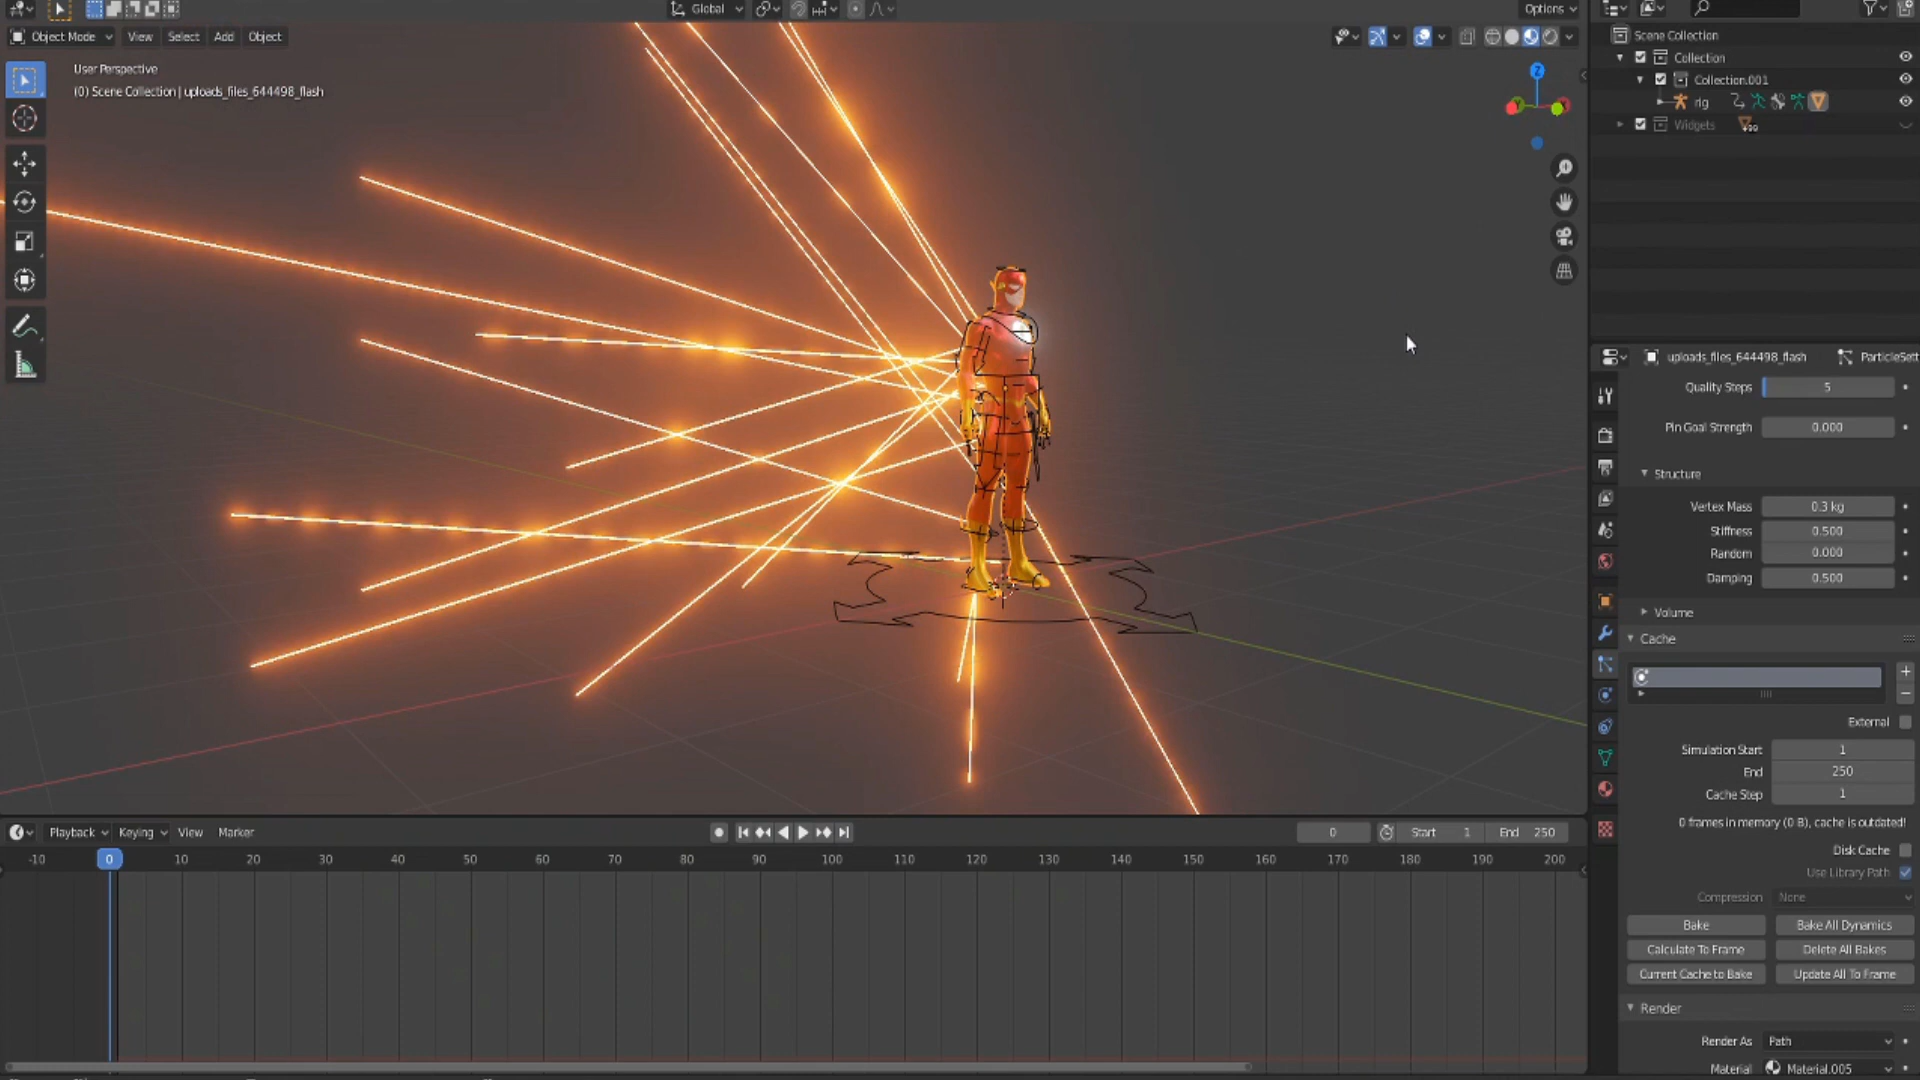 Global
Options
Object Mode
View
Select
Add
Object
User Perspective
(0) Scene Collection | uploads_files_644498_flash
Z
Scene Collection
Collection
Collection.001
rig
Widgets
uploads_files_644498_flash
ParticleSett
Quality Steps 5
Pin Goal Strength 0.000
Structure
Vertex Mass 0.3 kg
Stiffness 0.500
Random 0.000
Damping 0.500
Volume
Cache
External
Simulation Start 1
End 250
Cache Step 1
0 frames in memory (0 B), cache is outdated!
Disk Cache
Use Library Path
Compression None
Bake
Bake All Dynamics
Calculate To Frame
Delete All Bakes
Current Cache to Bake
Update All To Frame
Render
Render As Path
Material Material.005
Playback
Keying
View
Marker
0
Start 1
End 250
-10 0 10 20 30 40 50 60 70 80 90 100 110 120 130 140 150 160 170 180 190 200